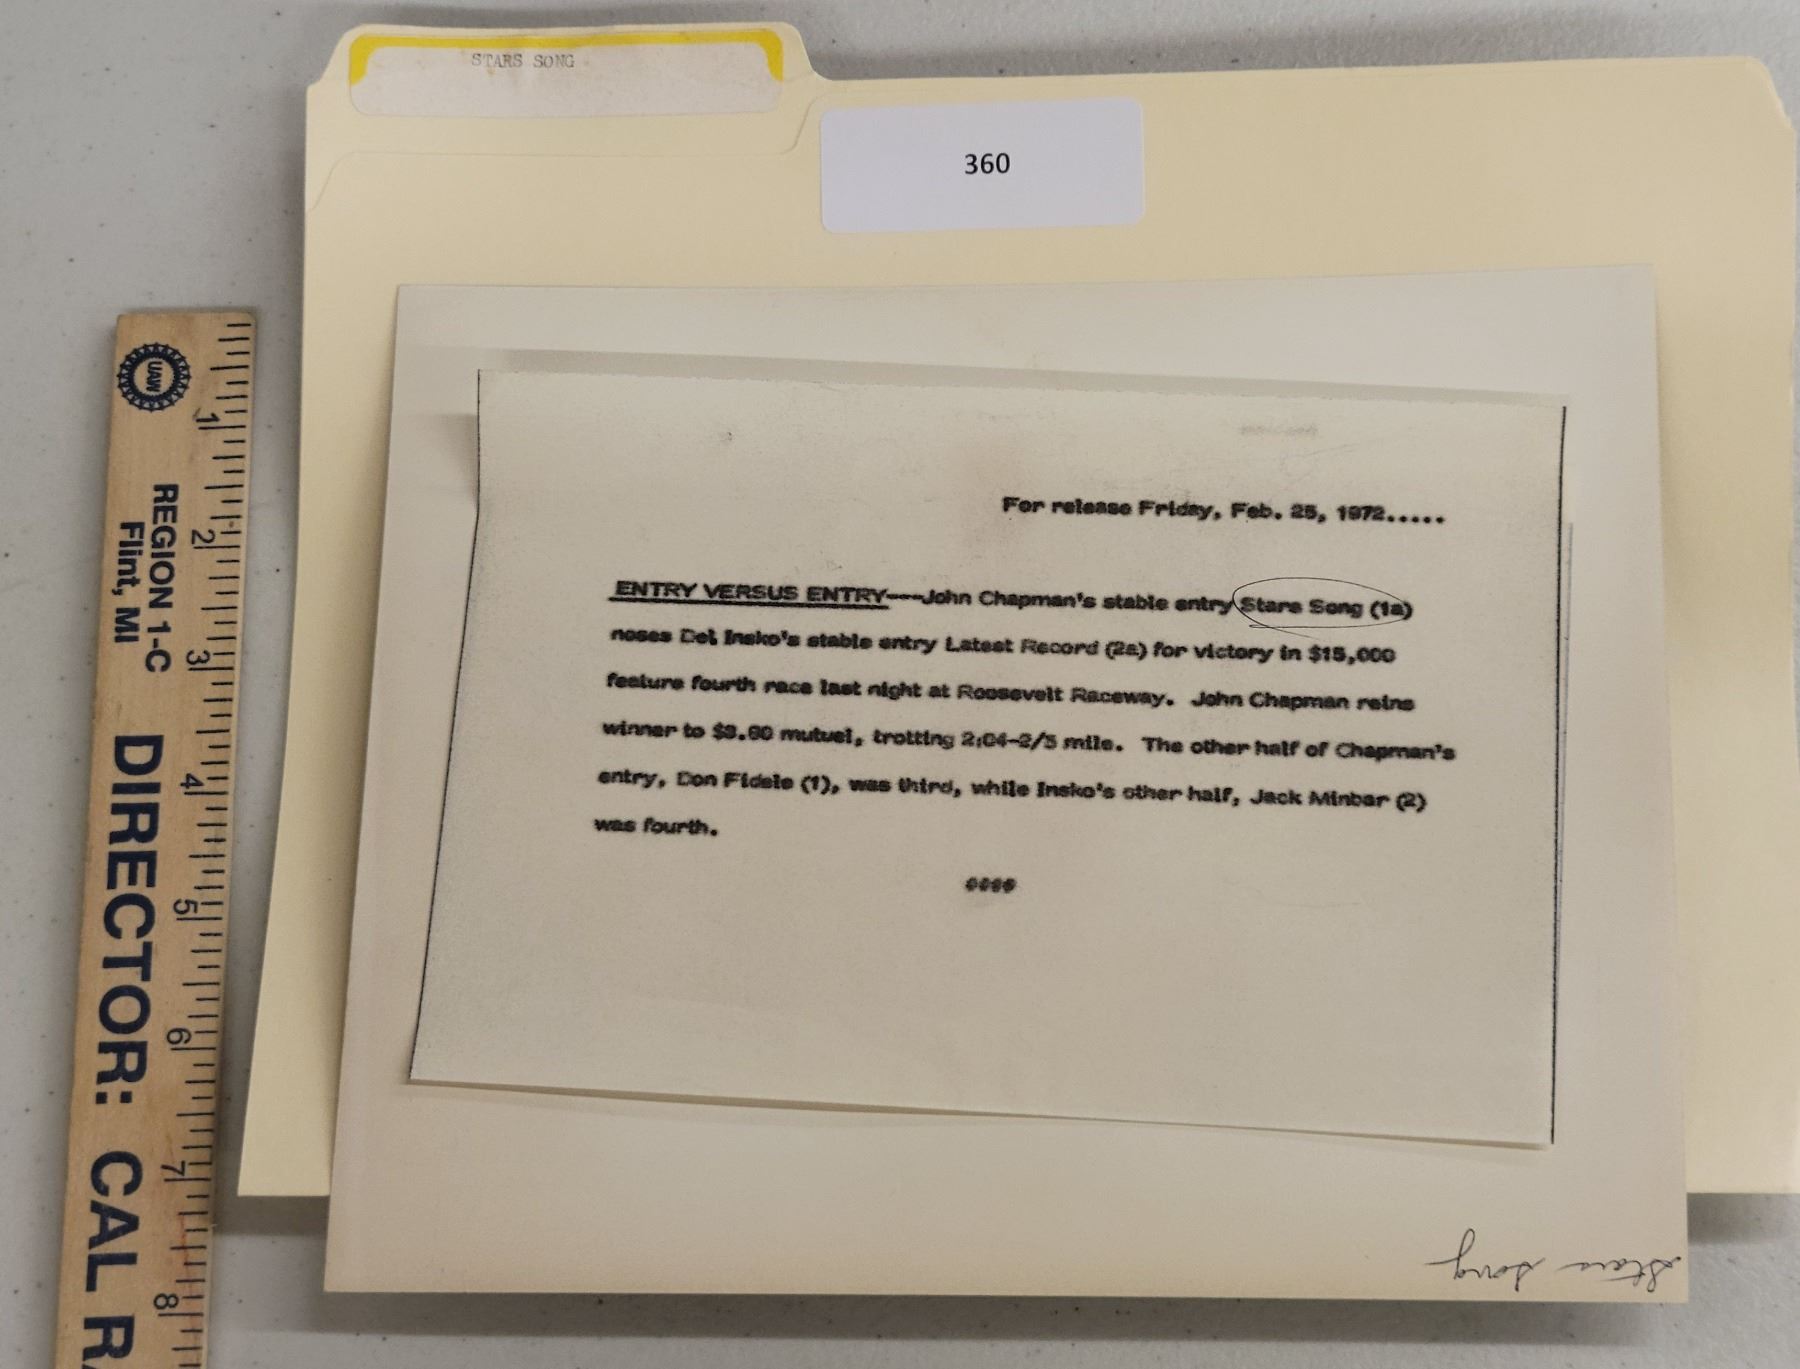 STARS SONG
360
For release Friday, Feb. 25, 1972.....
ENTRY VERSUS ENTRY---John Chapman's stable entry Stars Song (1a)
noses Del Insko's stable entry Latest Record (2a) for victory in $15,000
feature fourth race last night at Roosevelt Raceway. John Chapman reins
winner to $3.60 mutuel, trotting 2:04-2/5 mile. The other half of Chapman's
entry, Don Fidele (1), was third, while Insko's other half, Jack Minbar (2)
was fourth.
####
Stars Song
UAW
REGION 1-C
Flint, MI
DIRECTOR: CAL R
1
2
3
4
5
6
7
8